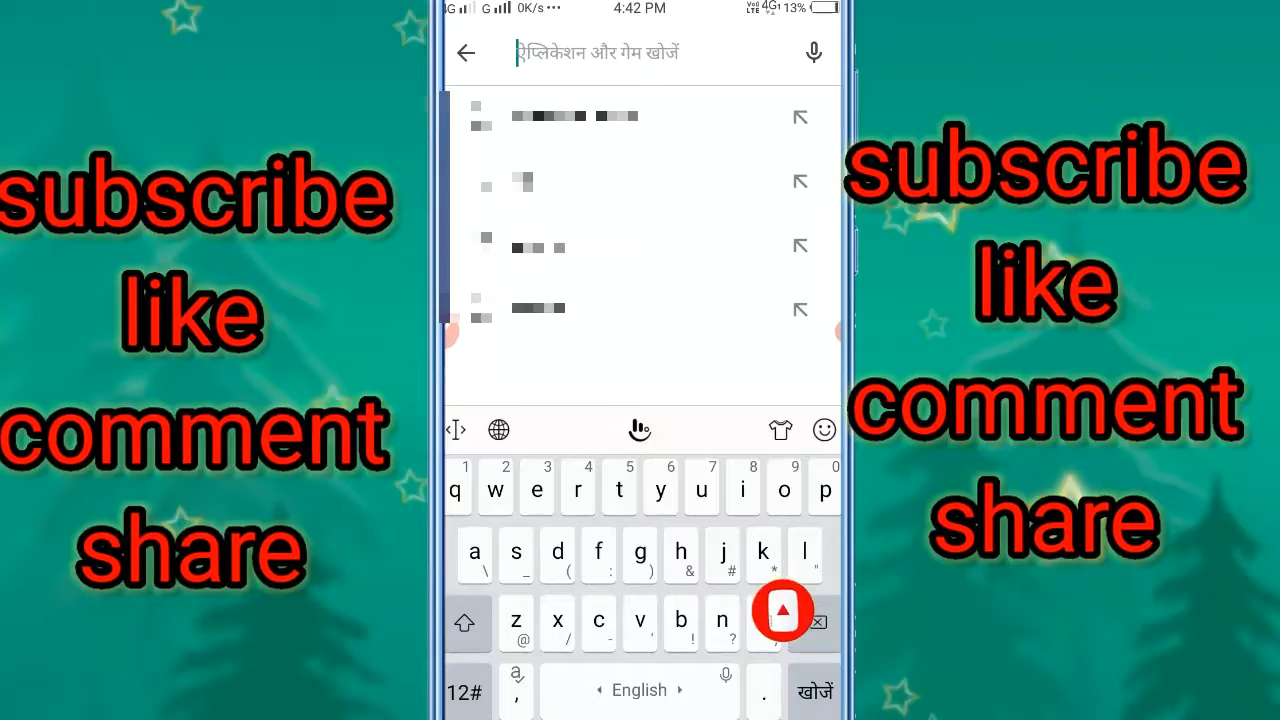 4G G 0K/s ••• 4:42 PM 4G 13%
ऐप्लिकेशन और गेम खोजें
subscribe
like
comment
share
subscribe
like
comment
share
1 2 3 4 5 6 7 8 9 0
q w e r t y u i o p
a s d f g h j k l
\ _ ( : ) & # * "
z x c v b n
@ / - ' ! ?
12# , English . खोजें